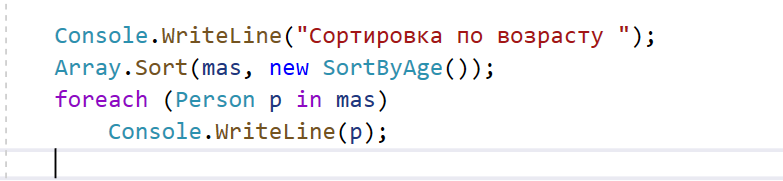 Console.WriteLine("Сортировка по возрасту ");
Array.Sort(mas, new SortByAge());
foreach (Person p in mas)
    Console.WriteLine(p);